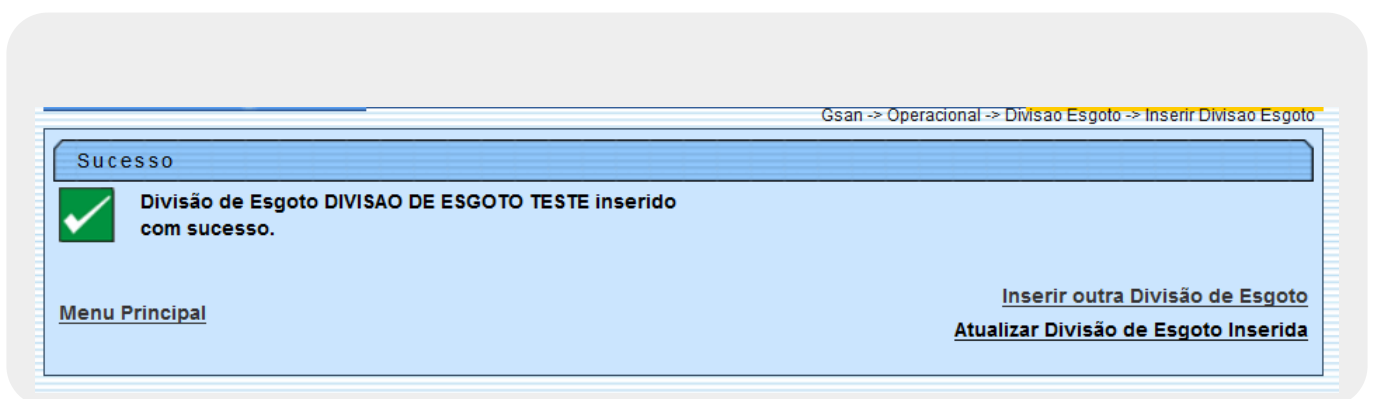 Gsan -> Operacional -> Divisao Esgoto -> Inserir Divisao Esgoto
Sucesso
Divisão de Esgoto DIVISAO DE ESGOTO TESTE inserido
com sucesso.
Inserir outra Divisão de Esgoto
Menu Principal
Atualizar Divisão de Esgoto Inserida